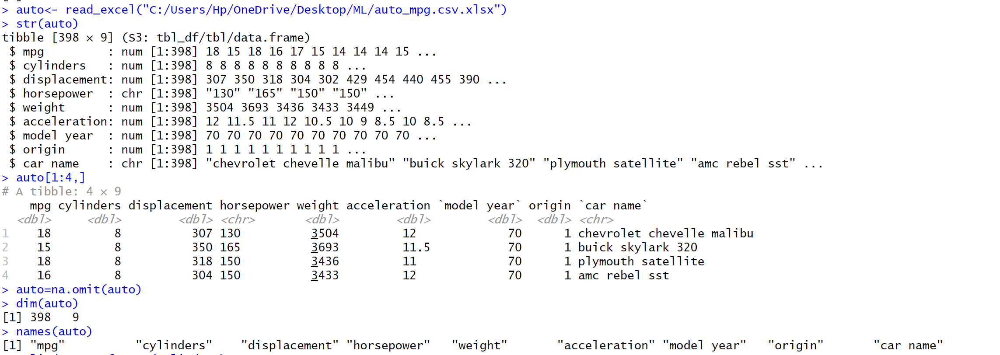 > auto<- read_excel("C:/Users/Hp/OneDrive/Desktop/ML/auto_mpg.csv.xlsx")
> str(auto)
tibble [398 × 9] (S3: tbl_df/tbl/data.frame)
 $ mpg         : num [1:398] 18 15 18 16 17 15 14 14 14 15 ...
 $ cylinders   : num [1:398] 8 8 8 8 8 8 8 8 8 8 ...
 $ displacement: num [1:398] 307 350 318 304 302 429 454 440 455 390 ...
 $ horsepower  : chr [1:398] "130" "165" "150" "150" ...
 $ weight      : num [1:398] 3504 3693 3436 3433 3449 ...
 $ acceleration: num [1:398] 12 11.5 11 12 10.5 10 9 8.5 10 8.5 ...
 $ model year  : num [1:398] 70 70 70 70 70 70 70 70 70 70 ...
 $ origin      : num [1:398] 1 1 1 1 1 1 1 1 1 1 ...
 $ car name    : chr [1:398] "chevrolet chevelle malibu" "buick skylark 320" "plymouth satellite" "amc rebel sst" ...
> auto[1:4,]
# A tibble: 4 × 9
    mpg cylinders displacement horsepower weight acceleration `model year` origin `car name`
  <dbl>     <dbl>        <dbl> <chr>       <dbl>        <dbl>        <dbl>  <dbl> <chr>
1    18         8          307 130          3504         12             70      1 chevrolet chevelle malibu
2    15         8          350 165          3693         11.5           70      1 buick skylark 320
3    18         8          318 150          3436         11             70      1 plymouth satellite
4    16         8          304 150          3433         12             70      1 amc rebel sst
> auto=na.omit(auto)
> dim(auto)
[1] 398   9
> names(auto)
[1] "mpg"          "cylinders"    "displacement" "horsepower"   "weight"       "acceleration" "model year"   "origin"       "car name"